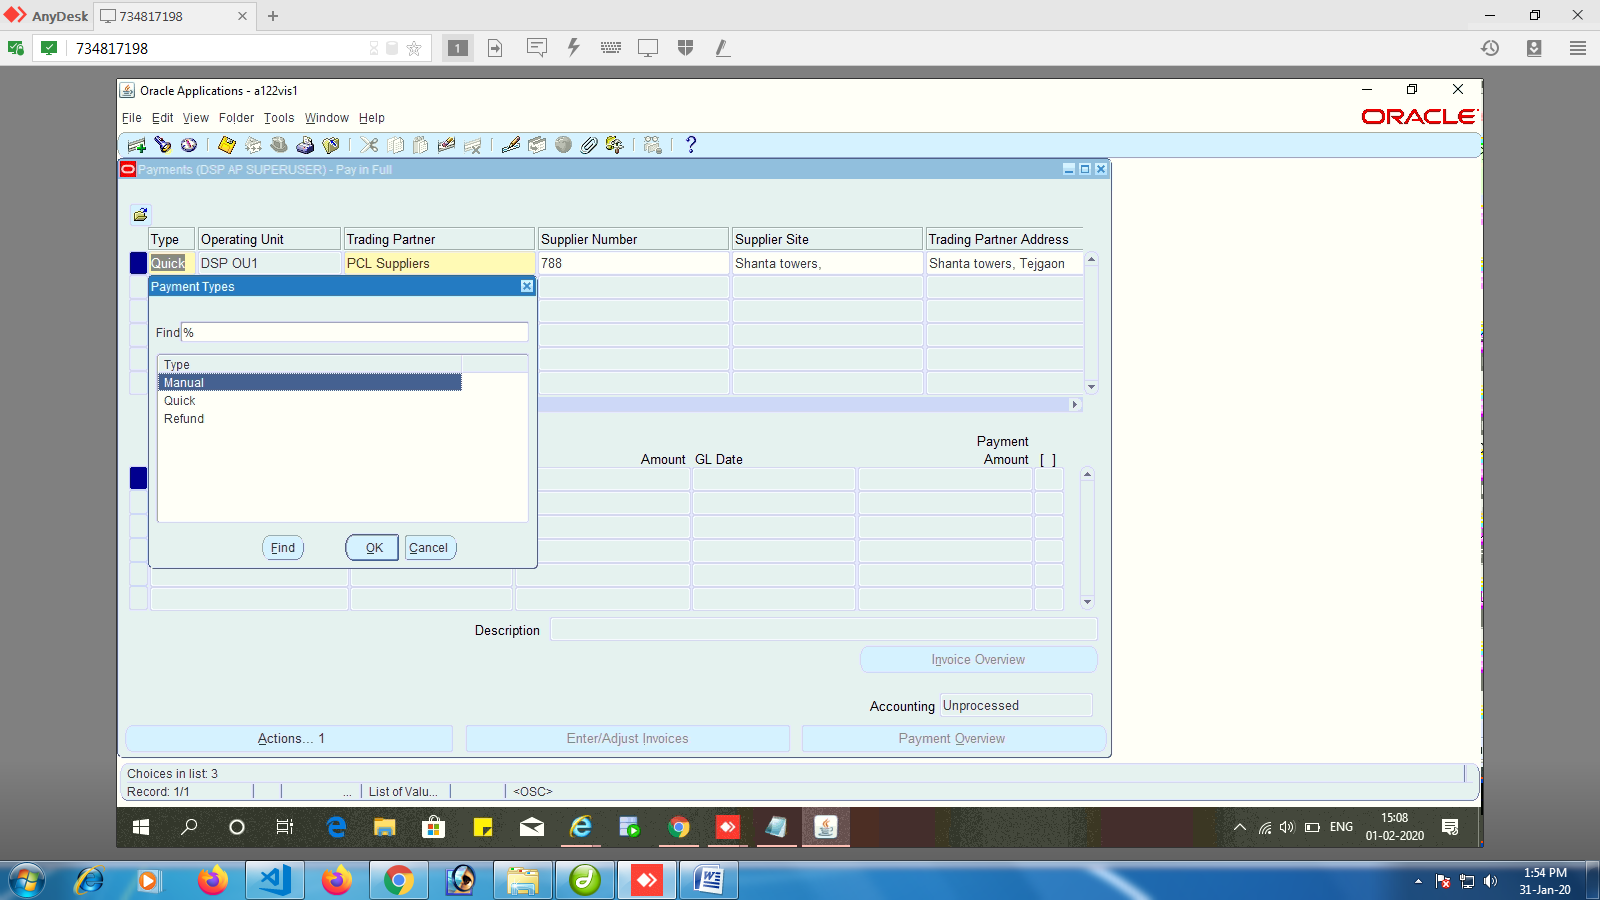 AnyDesk 734817198
734817198 1
Oracle Applications - a122vis1
File Edit View Folder Tools Window Help
ORACLE
Payments (DSP AP SUPERUSER) - Pay in Full
Type Operating Unit Trading Partner Supplier Number Supplier Site Trading Partner Address
Quick DSP OU1 PCL Suppliers 788 Shanta towers, Shanta towers, Tejgaon
Payment Types
Find %
Type
Manual
Quick
Refund
Find OK Cancel
Payment
Amount GL Date Amount [ ]
Description
Invoice Overview
Accounting Unprocessed
Actions... 1 Enter/Adjust Invoices Payment Overview
Choices in list: 3
Record: 1/1 ... List of Valu... <OSC>
ENG 15:08
01-02-2020
1:54 PM
31-Jan-20